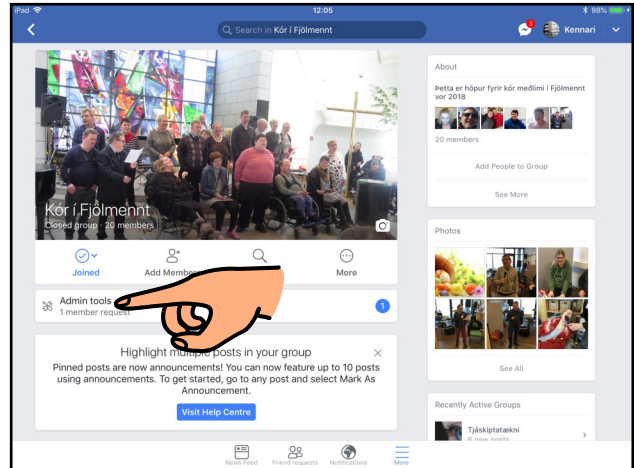 iPad
12:05
98%
Search in Kór í Fjölmennt
3
Kennari
Kór í Fjölmennt
Closed group · 20 members
Joined
Add Members
More
Admin tools
1 member request
1
Highlight multiple posts in your group
Pinned posts are now announcements! You can now feature up to 10 posts
using announcements. To get started, go to any post and select Mark As
Announcement.
Visit Help Centre
About
Þetta er hópur fyrir kór meðlimi í Fjölmennt
vor 2018
20 members
Add People to Group
See More
Photos
See All
Recently Active Groups
Tjáskiptatækni
6 new posts
News Feed
Friend requests
Notifications
More